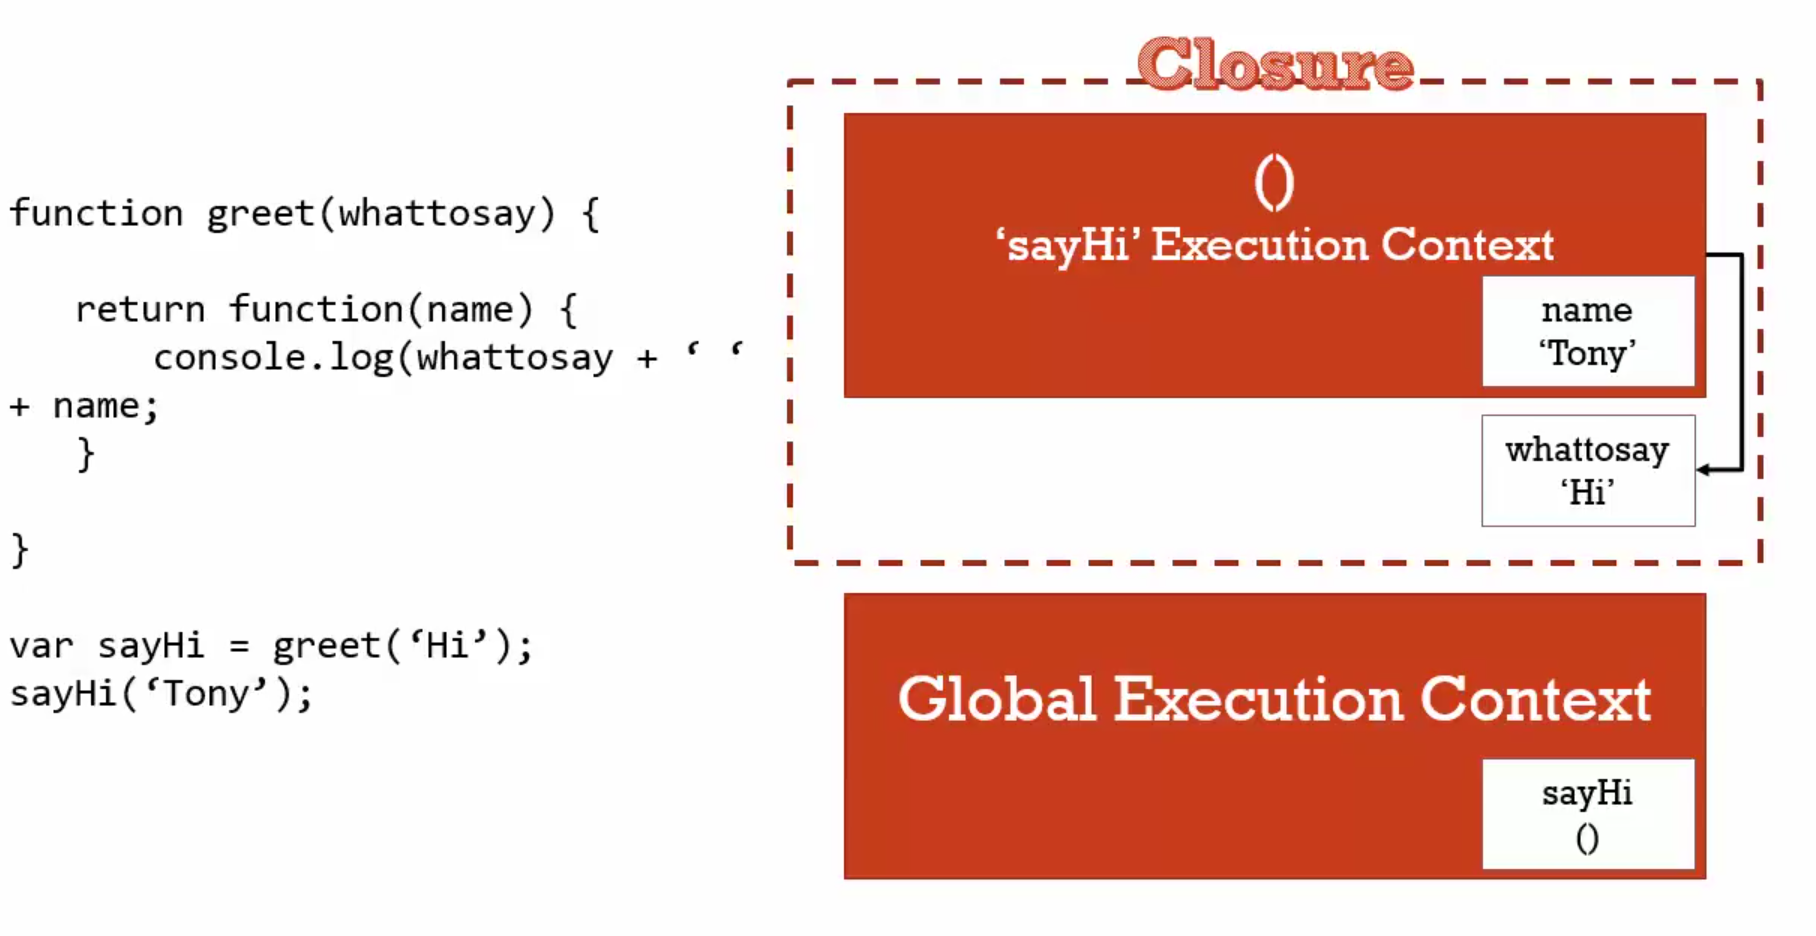 function greet(whattosay) {
return function(name) {
console.log(whattosay + ‘ ‘
+ name;
}
}
var sayHi = greet(‘Hi’);
sayHi(‘Tony’);
Closure
()
‘sayHi’ Execution Context
name
‘Tony’
whattosay
‘Hi’
Global Execution Context
sayHi
()